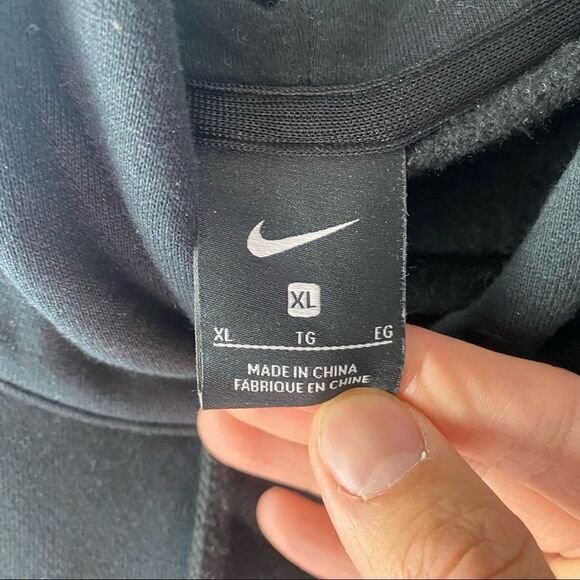 XL
XL TG EG
MADE IN CHINA
FABRIQUE EN CHINE